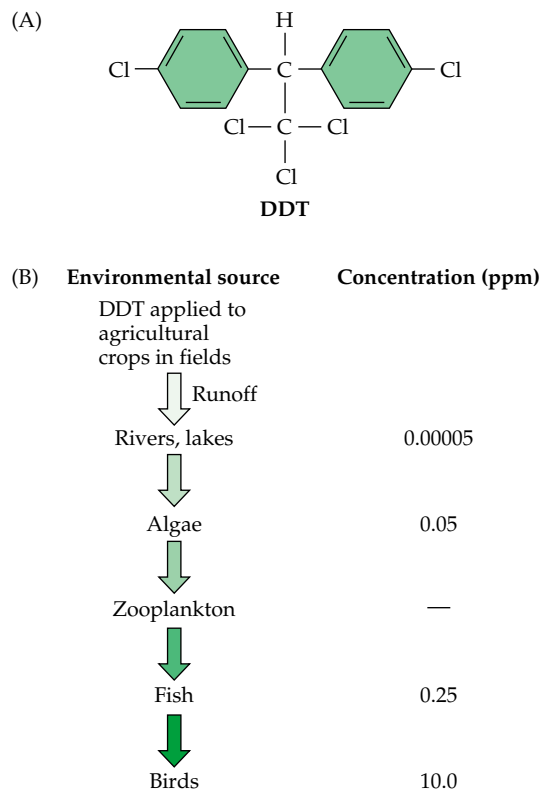 (A)
H
Cl
C
Cl
Cl
C
Cl
Cl
DDT
(B) Environmental source Concentration (ppm)
DDT applied to
agricultural
crops in fields
Runoff
Rivers, lakes 0.00005
Algae 0.05
Zooplankton —
Fish 0.25
Birds 10.0